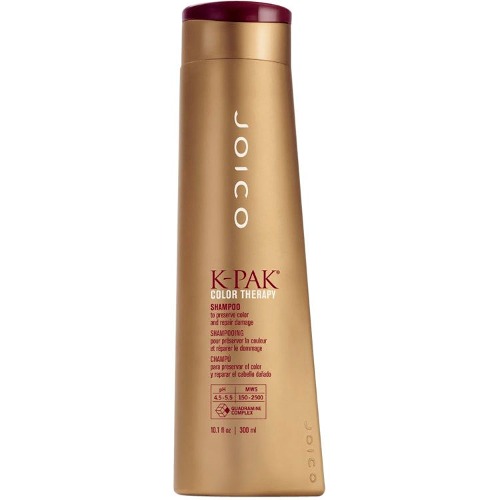 JOICO
K-PAK®
COLOR THERAPY
SHAMPOO
to preserve color
and repair damage
SHAMPOOING
pour préserver la couleur
et réparer le dommage
CHAMPÚ
para preservar el color
y reparar el cabello dañado
pH MWS
4.5-5.5 150-2500
QUADRAMINE
COMPLEX
10.1 fl oz | 300 ml
JOICO